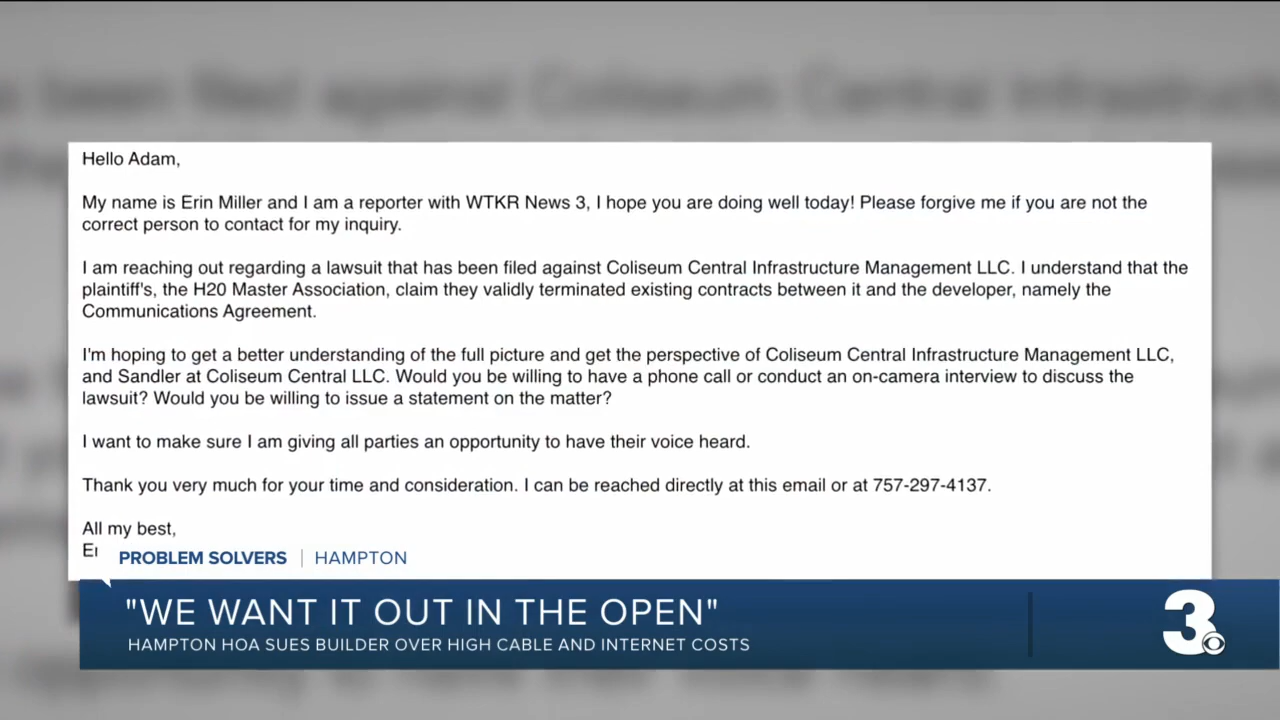 Hello Adam,
My name is Erin Miller and I am a reporter with WTKR News 3, I hope you are doing well today! Please forgive me if you are not the
correct person to contact for my inquiry.
I am reaching out regarding a lawsuit that has been filed against Coliseum Central Infrastructure Management LLC. I understand that the
plaintiff's, the H20 Master Association, claim they validly terminated existing contracts between it and the developer, namely the
Communications Agreement.
I'm hoping to get a better understanding of the full picture and get the perspective of Coliseum Central Infrastructure Management LLC,
and Sandler at Coliseum Central LLC. Would you be willing to have a phone call or conduct an on-camera interview to discuss the
lawsuit? Would you be willing to issue a statement on the matter?
I want to make sure I am giving all parties an opportunity to have their voice heard.
Thank you very much for your time and consideration. I can be reached directly at this email or at 757-297-4137.
All my best,
PROBLEM SOLVERS | HAMPTON
"WE WANT IT OUT IN THE OPEN"
HAMPTON HOA SUES BUILDER OVER HIGH CABLE AND INTERNET COSTS
3